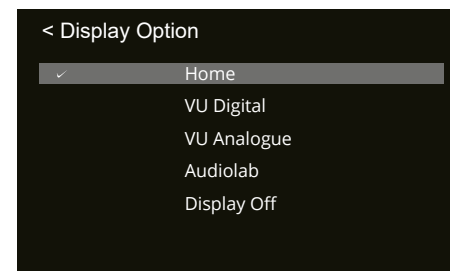 < Display Option
✓ Home
VU Digital
VU Analogue
Audiolab
Display Off